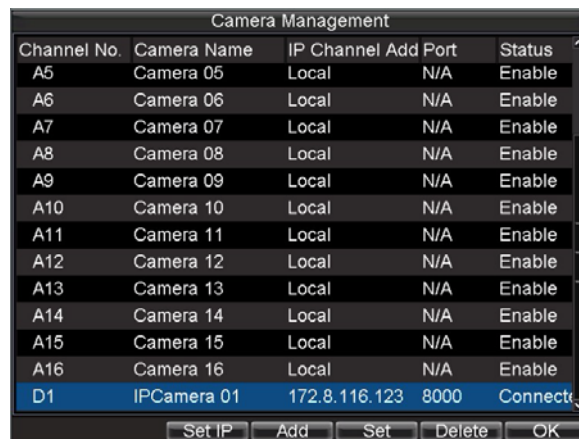 Camera Management
Channel No. Camera Name IP Channel Add Port Status
A5 Camera 05 Local N/A Enable
A6 Camera 06 Local N/A Enable
A7 Camera 07 Local N/A Enable
A8 Camera 08 Local N/A Enable
A9 Camera 09 Local N/A Enable
A10 Camera 10 Local N/A Enable
A11 Camera 11 Local N/A Enable
A12 Camera 12 Local N/A Enable
A13 Camera 13 Local N/A Enable
A14 Camera 14 Local N/A Enable
A15 Camera 15 Local N/A Enable
A16 Camera 16 Local N/A Enable
D1 IPCamera 01 172.8.116.123 8000 Connecte
Set IP Add Set Delete OK